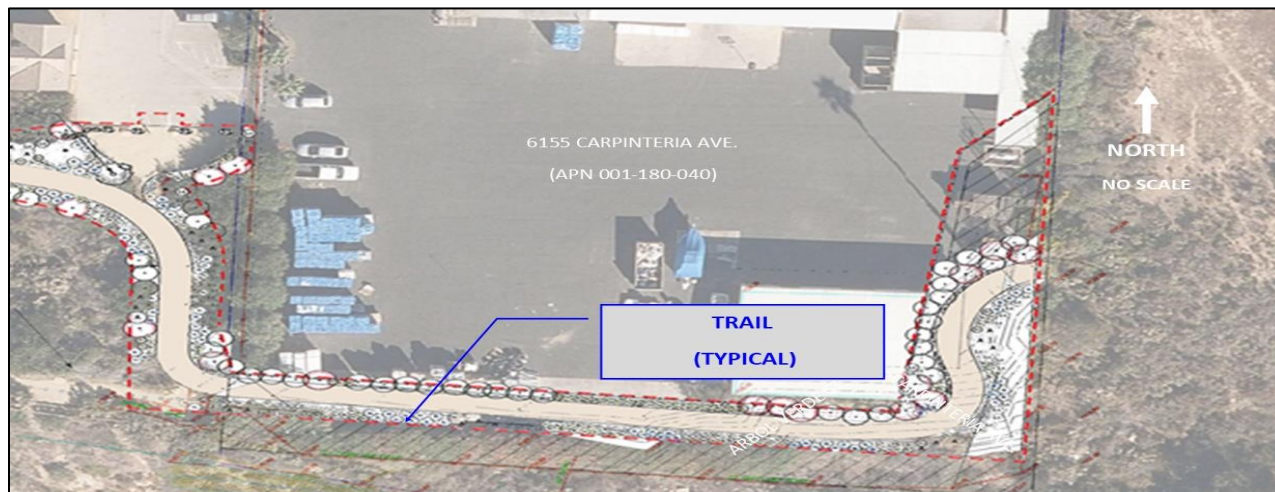 6155 CARPINTERIA AVE.
(APN 001-180-040)
NORTH
NO SCALE
TRAIL
(TYPICAL)